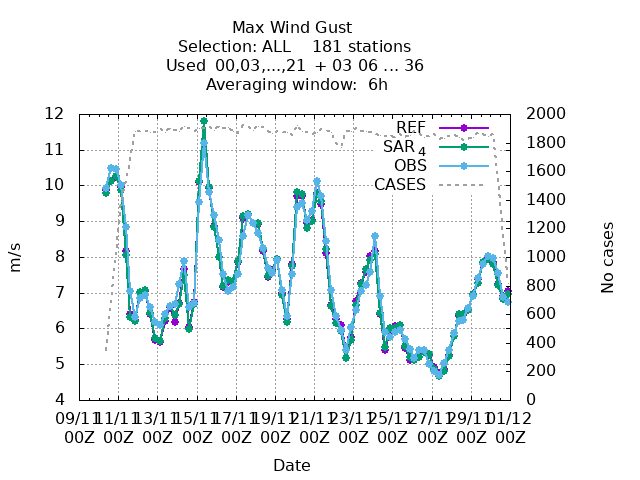 Max Wind Gust
Selection: ALL    181 stations
Used  00,03,...,21  + 03 06 ... 36
Averaging window:  6h
REF
SAR 4
OBS
CASES
12
11
10
9
8
7
6
5
4
m/s
2000
1800
1600
1400
1200
1000
800
600
400
200
0
No cases
09/11 11/11 13/11 15/11 17/11 19/11 21/11 23/11 25/11 27/11 29/11 01/12
00Z 00Z 00Z 00Z 00Z 00Z 00Z 00Z 00Z 00Z 00Z 00Z
Date